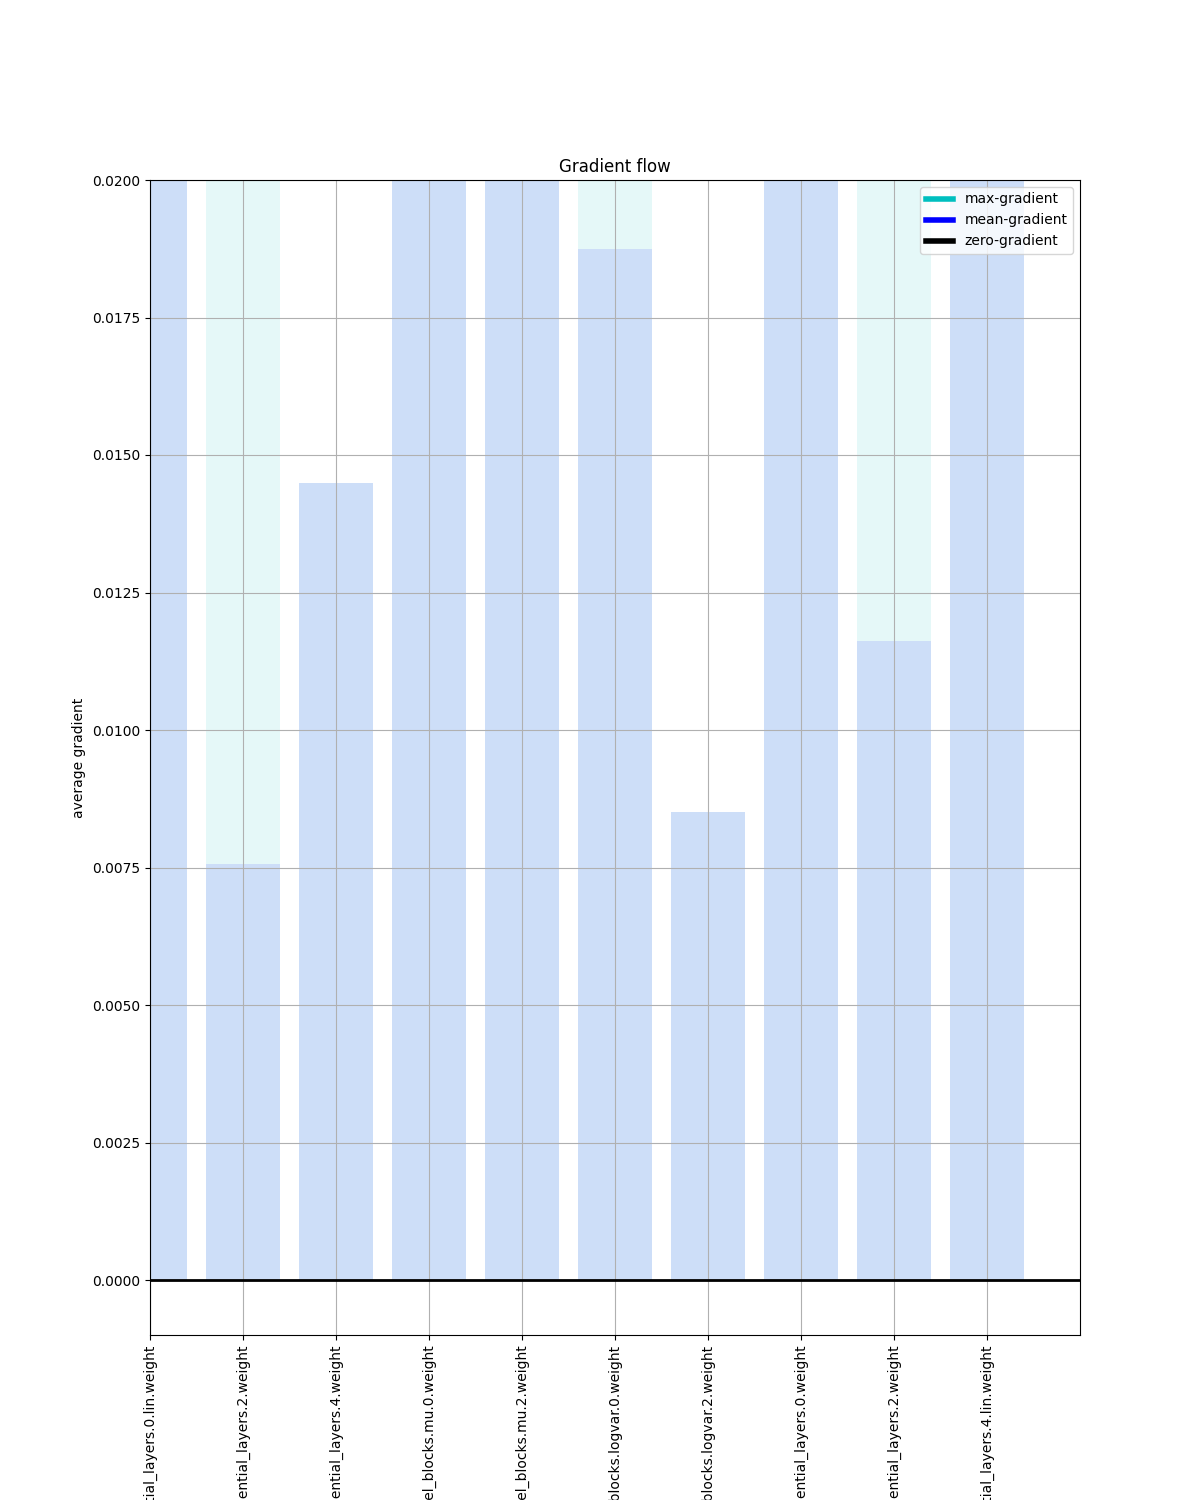 Gradient flow
max-gradient
mean-gradient
zero-gradient
0.0200
0.0175
0.0150
0.0125
0.0100
0.0075
0.0050
0.0025
0.0000
average gradient
tial_layers.0.lin.weight
ential_layers.2.weight
ential_layers.4.weight
el_blocks.mu.0.weight
el_blocks.mu.2.weight
blocks.logvar.0.weight
blocks.logvar.2.weight
ential_layers.0.weight
ential_layers.2.weight
tial_layers.4.lin.weight